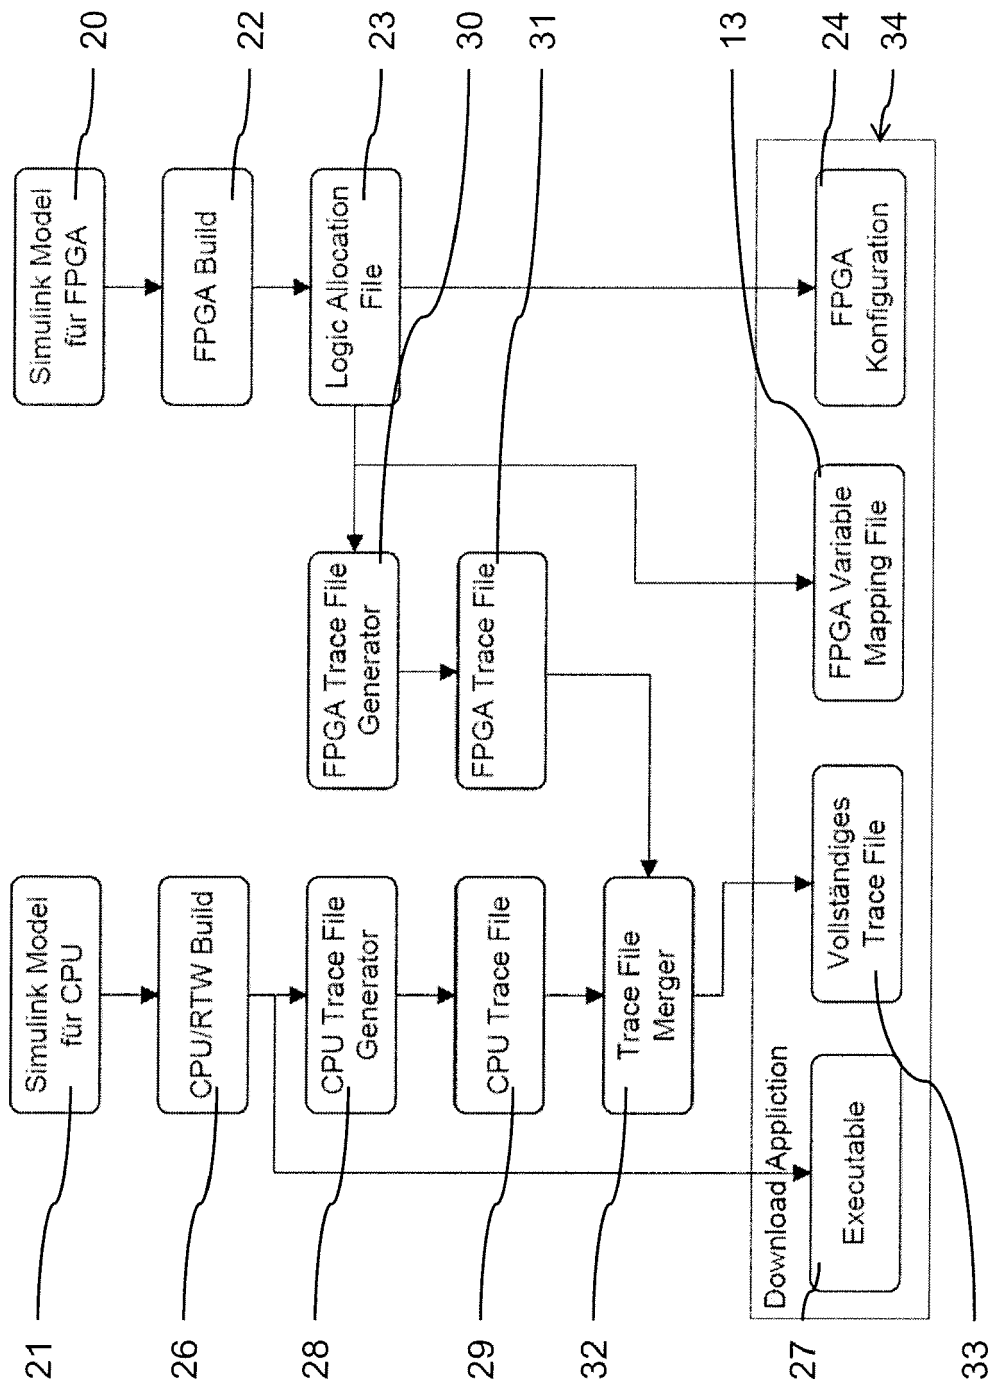 21
Simulink Model
für CPU
26
CPU/RTW Build
28
CPU Trace File
Generator
29
CPU Trace File
32
Trace File
Merger
Simulink Model
für FPGA
20
FPGA Build
22
Logic Allocation
File
23
FPGA Trace File
Generator
30
FPGA Trace File
31
Download Appliction
27
Executable
Vollständiges
Trace File
33
FPGA Variable
Mapping File
13
FPGA
Konfiguration
24
34